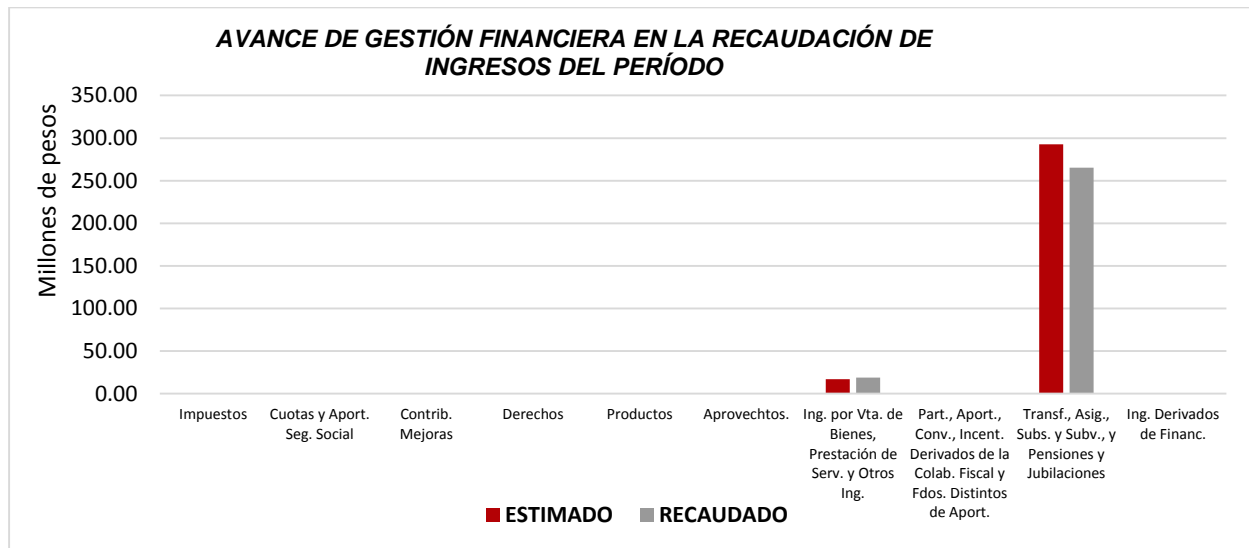 AVANCE DE GESTIÓN FINANCIERA EN LA RECAUDACIÓN DE
INGRESOS DEL PERÍODO
Millones de pesos
350.00
300.00
250.00
200.00
150.00
100.00
50.00
0.00
Impuestos
Cuotas y Aport.
Seg. Social
Contrib.
Mejoras
Derechos
Productos
Aprovechtos.
Ing. por Vta. de
Bienes,
Prestación de
Serv. y Otros
Ing.
Part., Aport.,
Conv., Incent.
Derivados de la
Colab. Fiscal y
Fdos. Distintos
de Aport.
Transf., Asig.,
Subs. y Subv., y
Pensiones y
Jubilaciones
Ing. Derivados
de Financ.
ESTIMADO
RECAUDADO